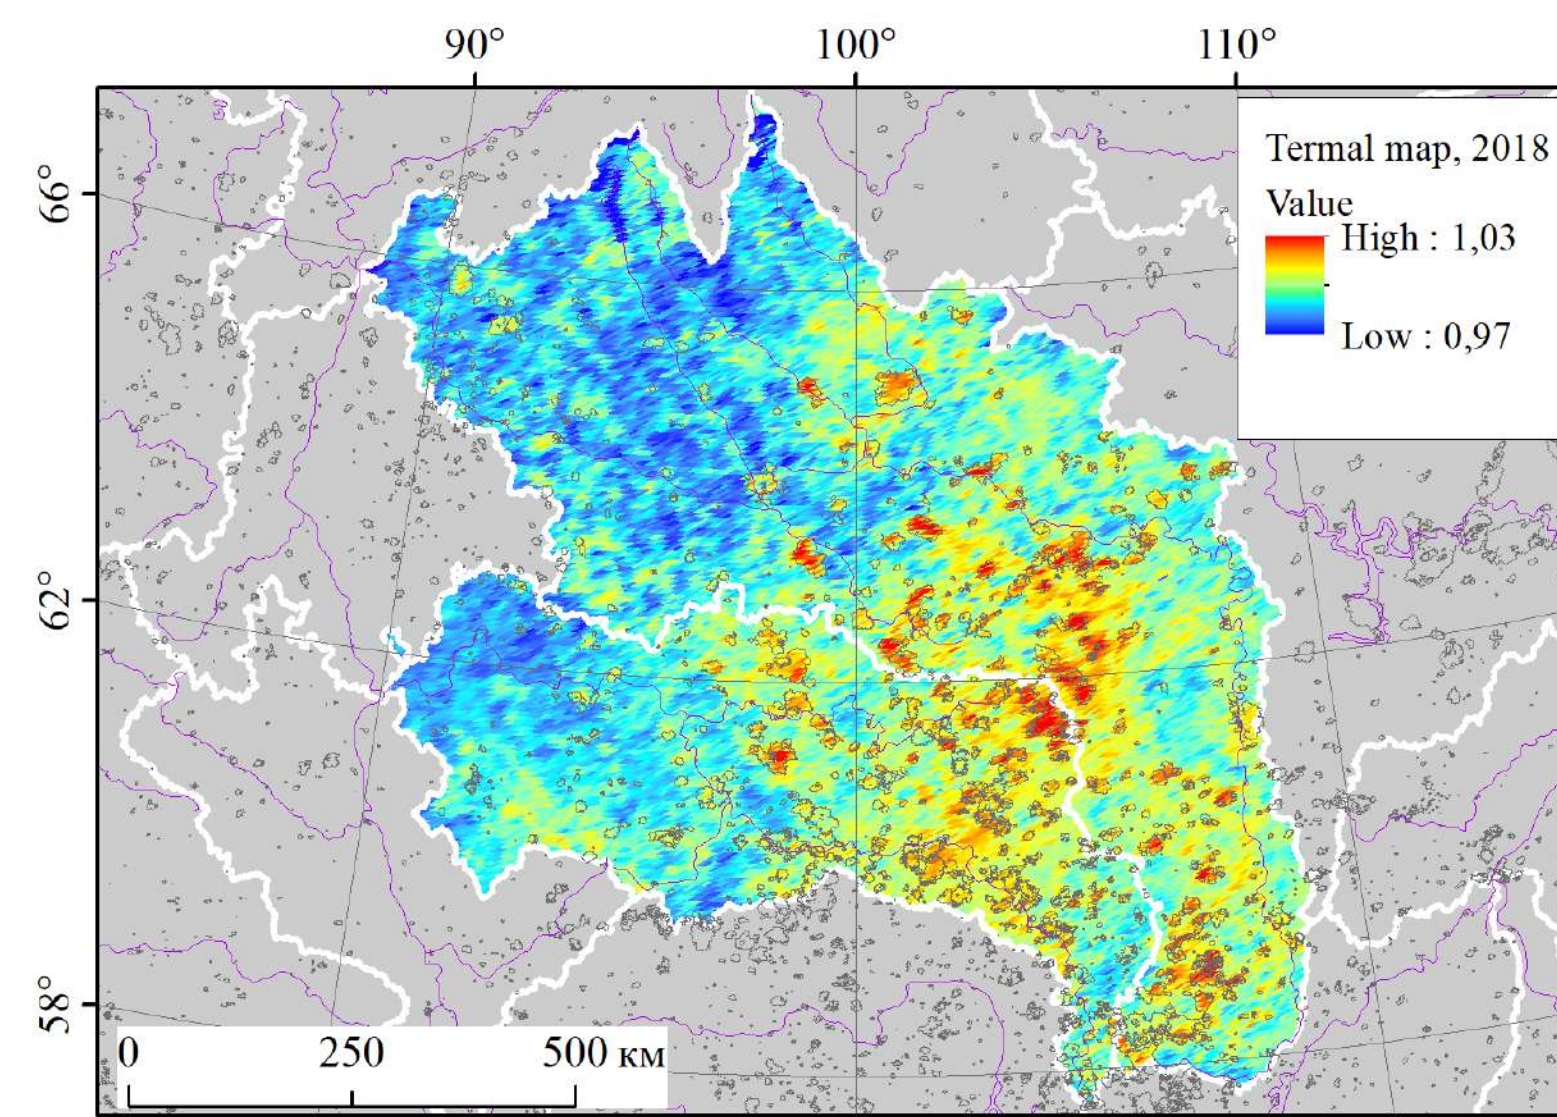 90° 100° 110°
66°
62°
58°
Termal map, 2018
Value
High : 1,03
Low : 0,97
0 250 500 км